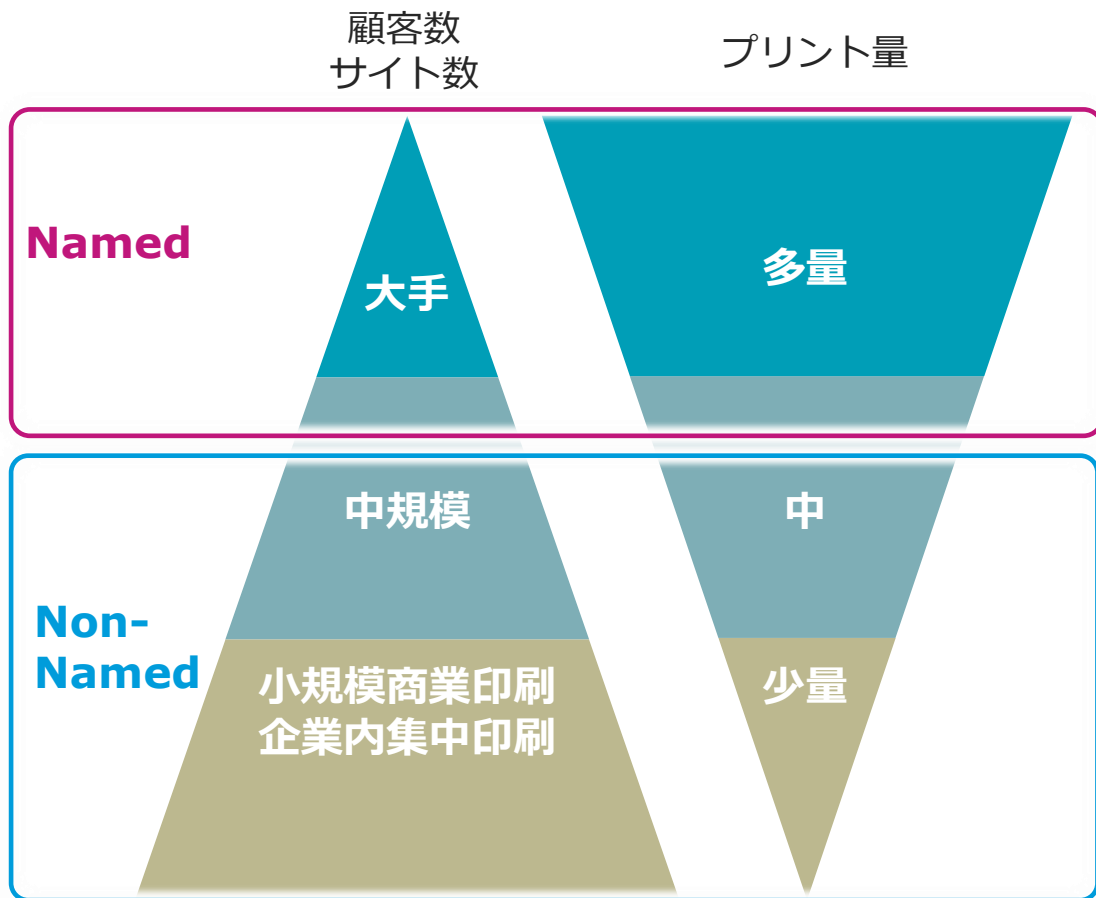 顧客数
サイト数
プリント量
Named
大手
多量
中規模
中
Non-
Named
小規模商業印刷
企業内集中印刷
少量